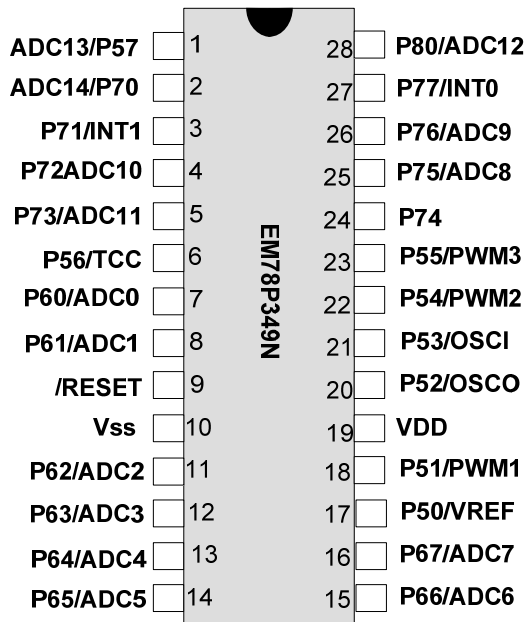 ADC13/P57 1 28 P80/ADC12
ADC14/P70 2 27 P77/INT0
P71/INT1 3 26 P76/ADC9
P72ADC10 4 25 P75/ADC8
P73/ADC11 5 24 P74
P56/TCC 6 23 P55/PWM3
P60/ADC0 7 22 P54/PWM2
P61/ADC1 8 21 P53/OSCI
/RESET 9 20 P52/OSCO
Vss 10 19 VDD
P62/ADC2 11 18 P51/PWM1
P63/ADC3 12 17 P50/VREF
P64/ADC4 13 16 P67/ADC7
P65/ADC5 14 15 P66/ADC6
EM78P349N